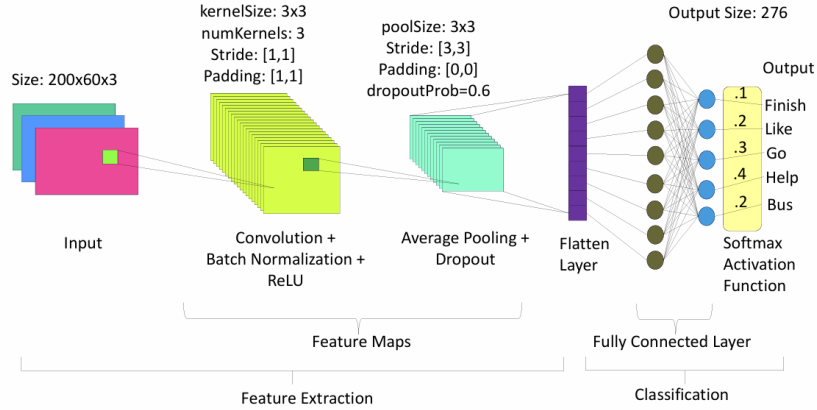 kernelSize: 3x3
numKernels: 3
Stride: [1,1]
Padding: [1,1]
poolSize: 3x3
Stride: [3,3]
Padding: [0,0]
dropoutProb=0.6
Output Size: 276
Size: 200x60x3
Output
.1
Finish
.2
Like
.3
Go
.4
Help
.2
Bus
Input
Convolution +
Batch Normalization +
ReLU
Average Pooling +
Dropout
Flatten
Layer
Softmax
Activation
Function
Feature Maps
Fully Connected Layer
Feature Extraction
Classification